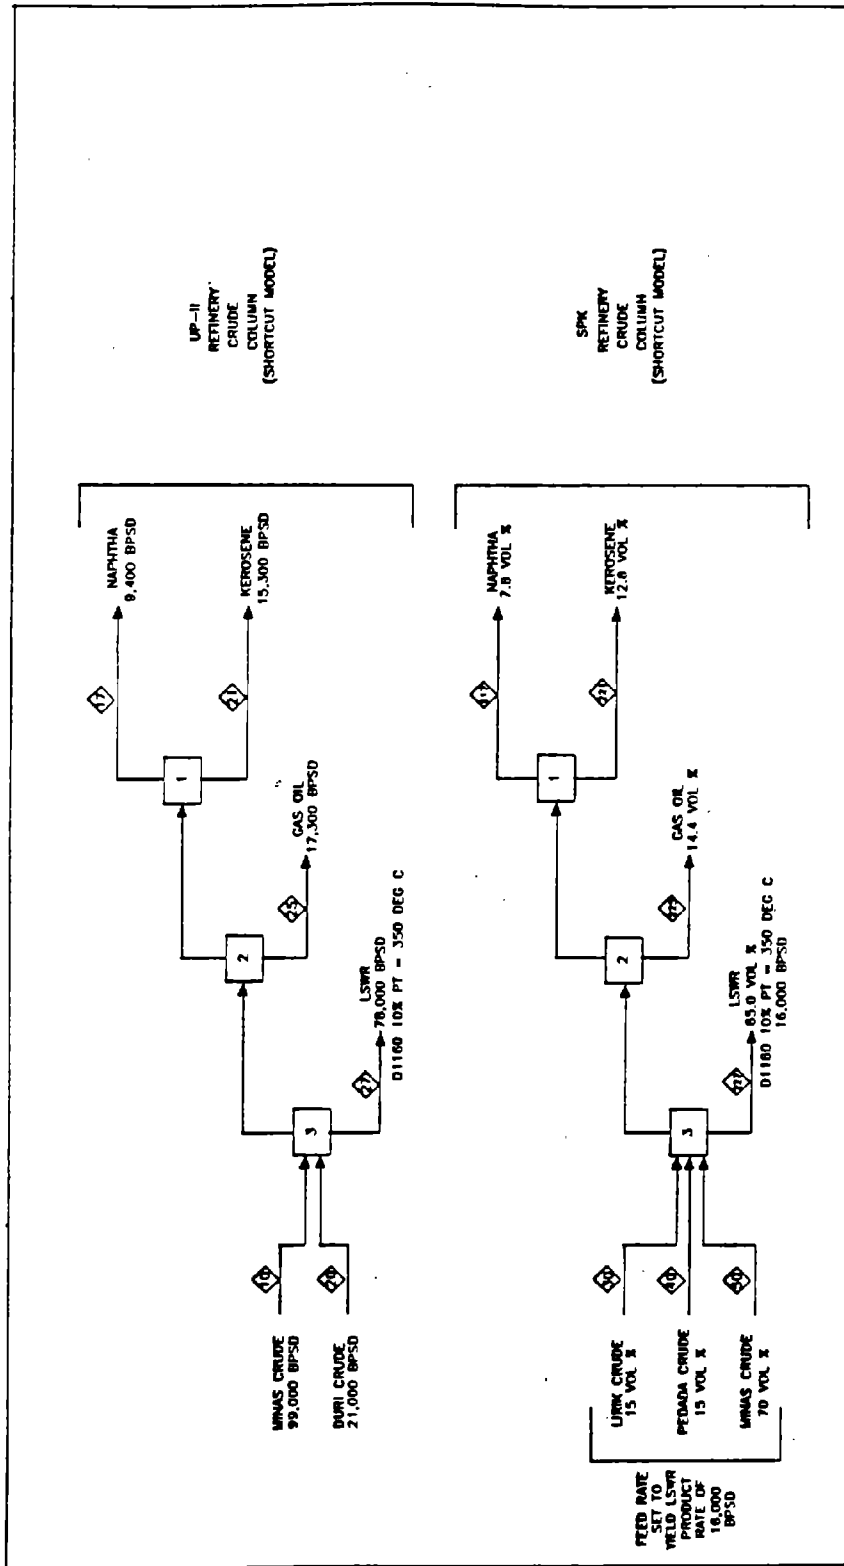 UP-II
REFINERY
CRUDE
COLUMN
(SHORTCUT MODEL)
NAPHTHA
9,400 BPSD
17
KEROSENE
15,300 BPSD
21
1
GAS OIL
17,300 BPSD
25
2
LSWR
78,000 BPSD
D1160 10% PT = 350 DEG C
27
3
MINAS CRUDE
99,000 BPSD
10
DURI CRUDE
21,000 BPSD
20
SPK
REFINERY
CRUDE
COLUMN
(SHORTCUT MODEL)
NAPHTHA
7.8 VOL %
KEROSENE
12.8 VOL %
1
GAS OIL
14.4 VOL %
2
LSWR
65.0 VOL %
D1160 10% PT = 350 DEG C
16,000 BPSD
3
LIRIK CRUDE
15 VOL %
30
PEDADA CRUDE
15 VOL %
40
MINAS CRUDE
70 VOL %
50
FEED RATE
SET TO
YIELD LSWR
PRODUCT
RATE OF
16,000
BPSD